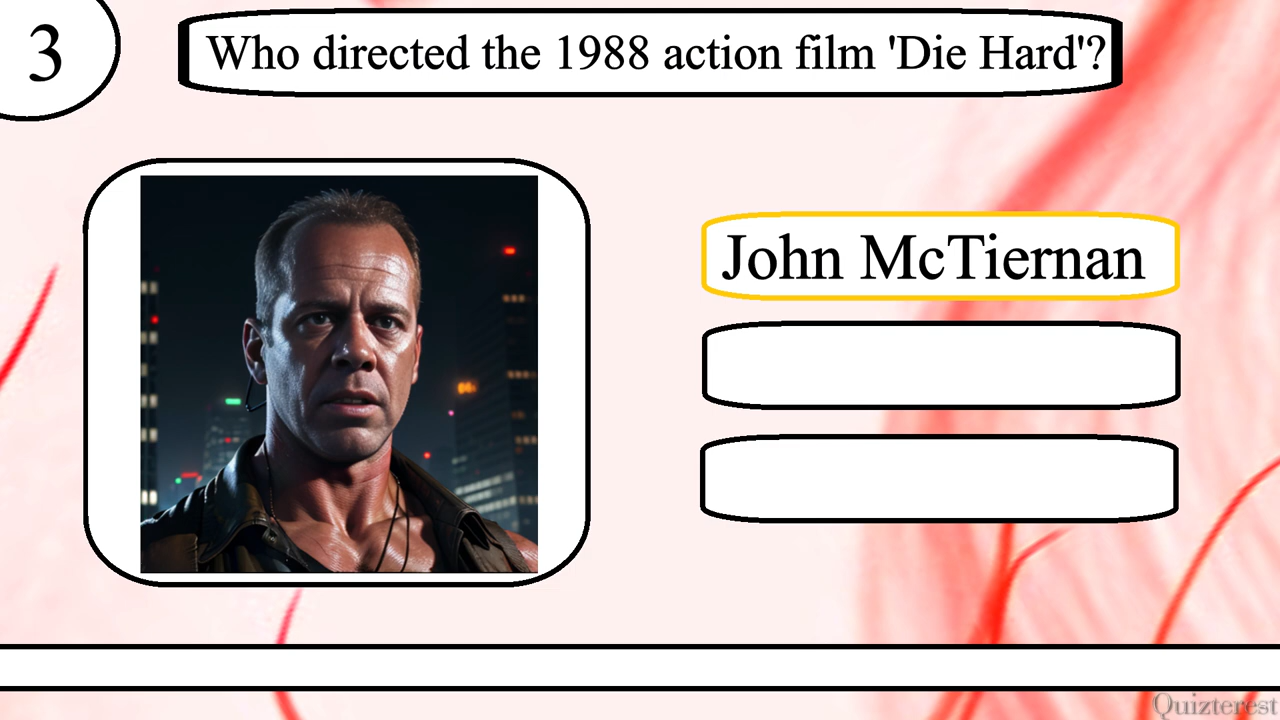 3
Who directed the 1988 action film 'Die Hard'?
John McTiernan
Quizterest